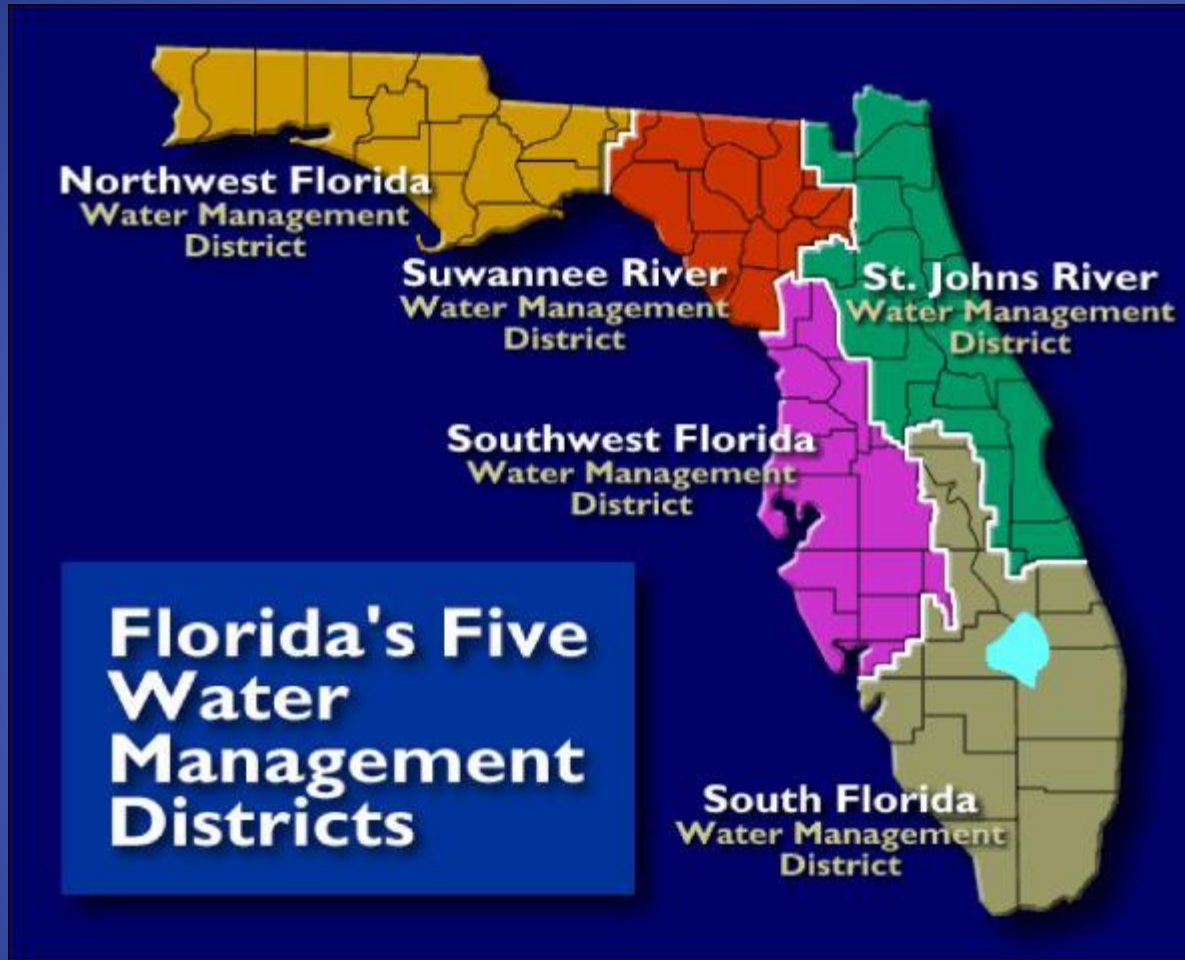 Northwest Florida
Water Management
District
Suwannee River
Water Management
District
St. Johns River
Water Management
District
Southwest Florida
Water Management
District
Florida's Five
Water
Management
Districts
South Florida
Water Management
District